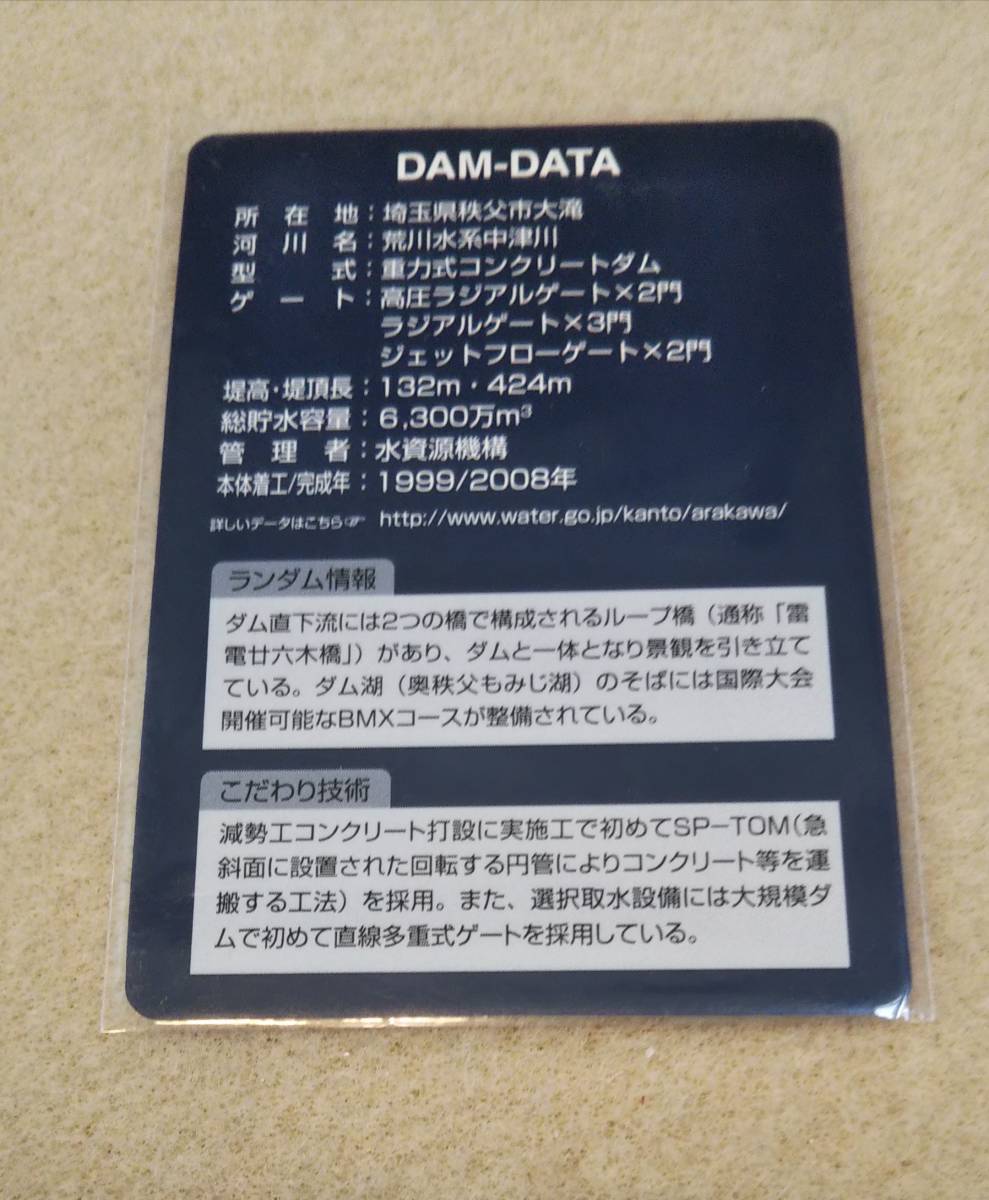 DAM-DATA
所在地：埼玉県秩父市大滝
河川名：荒川水系中津川
型式：重力式コンクリートダム
ゲート：高圧ラジアルゲート×2門
ラジアルゲート×3門
ジェットフローゲート×2門
堤高・堤頂長：132m・424m
総貯水容量：6,300万m³
管理者：水資源機構
本体着工/完成年：1999/2008年
詳しいデータはこちら☞ http://www.water.go.jp/kanto/arakawa/
ランダム情報
ダム直下流には2つの橋で構成されるループ橋（通称「雷
電廿六木橋」）があり、ダムと一体となり景観を引き立て
ている。ダム湖（奥秩父もみじ湖）のそばには国際大会
開催可能なBMXコースが整備されている。
こだわり技術
減勢工コンクリート打設に実施工で初めてSP-TOM（急
斜面に設置された回転する円管によりコンクリート等を運
搬する工法）を採用。また、選択取水設備には大規模ダ
ムで初めて直線多重式ゲートを採用している。